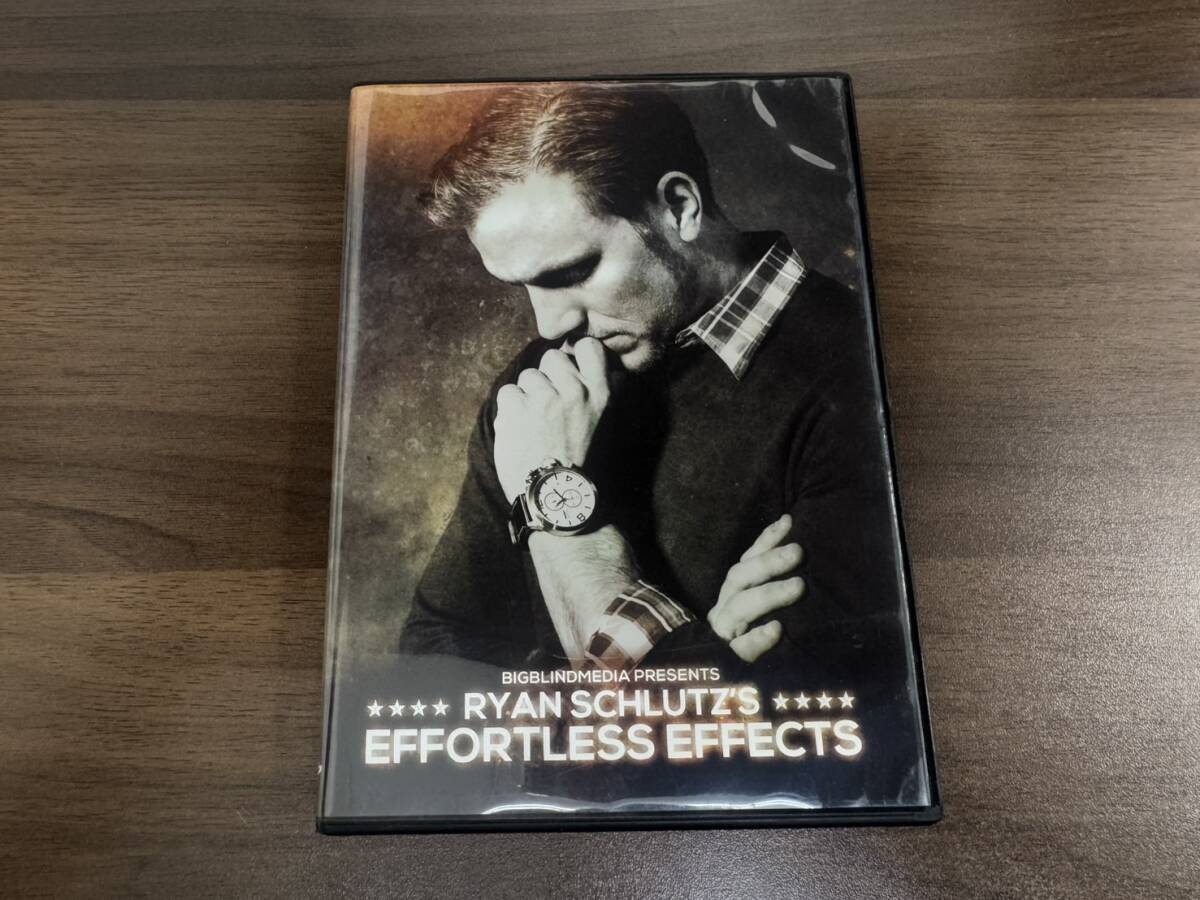 BIGBLINDMEDIA PRESENTS
RYAN SCHLUTZ'S
EFFORTLESS EFFECTS